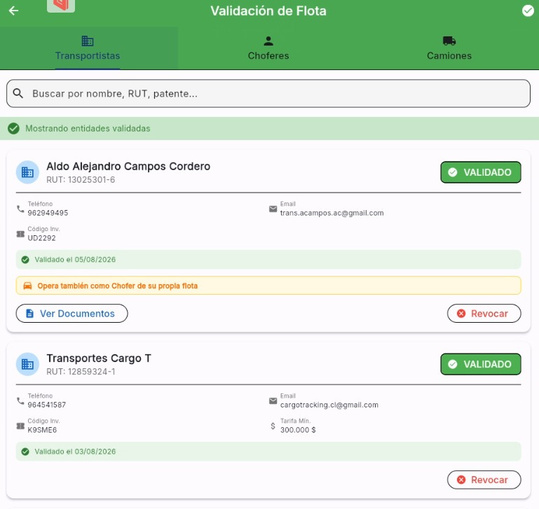 Validación de Flota
Transportistas
Choferes
Camiones
Buscar por nombre, RUT, patente...
Mostrando entidades validadas
Aldo Alejandro Campos Cordero
RUT: 13025301-6
VALIDADO
Teléfono
962949495
Email
trans.acampos.ac@gmail.com
Código Inv.
UD2292
Validado el 05/08/2026
Opera también como Chofer de su propia flota
Ver Documentos
Revocar
Transportes Cargo T
RUT: 12859324-1
VALIDADO
Teléfono
964541587
Email
cargotracking.cl@gmail.com
Código Inv.
K9SME6
Tarifa Mín.
300.000 $
Validado el 03/08/2026
Revocar